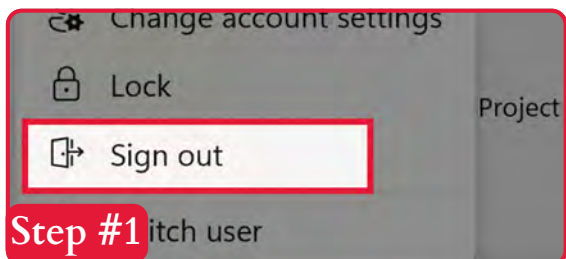 Change account settings
Lock
Project
Sign out
Step #1
itch user